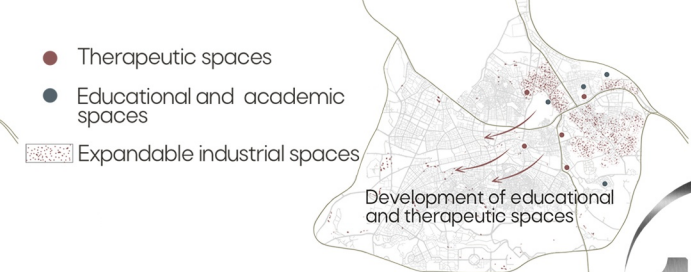 Therapeutic spaces
Educational and academic
spaces
Expandable industrial spaces
Development of educational
and therapeutic spaces